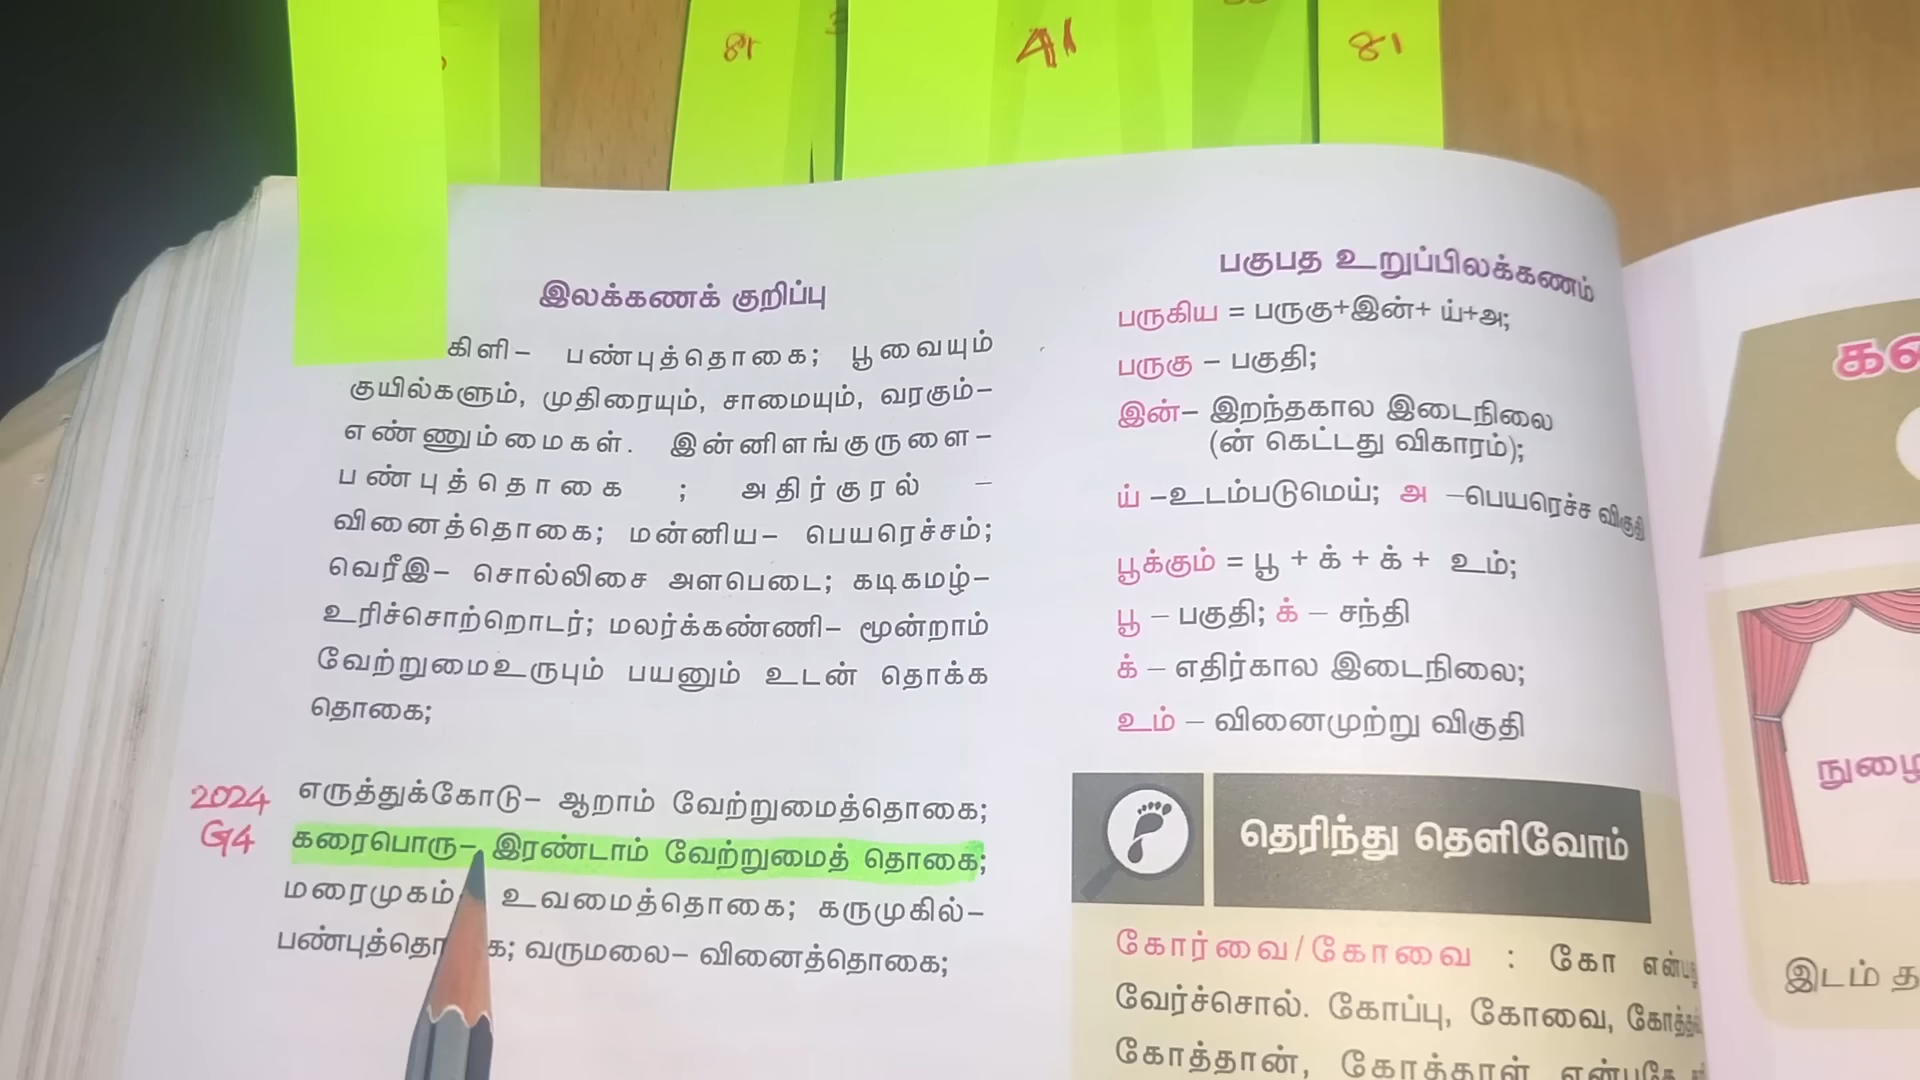 81
41
81
இலக்கணக் குறிப்பு
கிளி– பண்புத்தொகை; பூவையும்
குயில்களும், முதிரையும், சாமையும், வரகும்–
எண்ணும்மைகள். இன்னிளங்குருளை–
பண்புத்தொகை ; அதிர்குரல் –
வினைத்தொகை; மன்னிய– பெயரெச்சம்;
வெரீஇ– சொல்லிசை அளபெடை; கடிகமழ்–
உரிச்சொற்றொடர்; மலர்க்கண்ணி– மூன்றாம்
வேற்றுமைஉருபும் பயனும் உடன் தொக்க
தொகை;
2024 எருத்துக்கோடு– ஆறாம் வேற்றுமைத்தொகை;
G4 கரைபொரு– இரண்டாம் வேற்றுமைத் தொகை;
மரைமுகம் உவமைத்தொகை; கருமுகில்–
வருமலை– வினைத்தொகை;
பகுபத உறுப்பிலக்கணம்
பருகிய = பருகு+இன்+ ய்+அ;
பருகு – பகுதி;
இன்– இறந்தகால இடைநிலை
(ன் கெட்டது விகாரம்);
ய் –உடம்படுமெய்; அ –பெயரெச்ச விகுதி
பூக்கும் = பூ + க் + க் + உம்;
பூ – பகுதி; க் – சந்தி
க் – எதிர்கால இடைநிலை;
உம் – வினைமுற்று விகுதி
தெரிந்து தெளிவோம்
கோர்வை/கோவை : கோ
வேர்ச்சொல். கோப்பு, கோவை,
கோத்தான், கோத்தாள்
இடம்